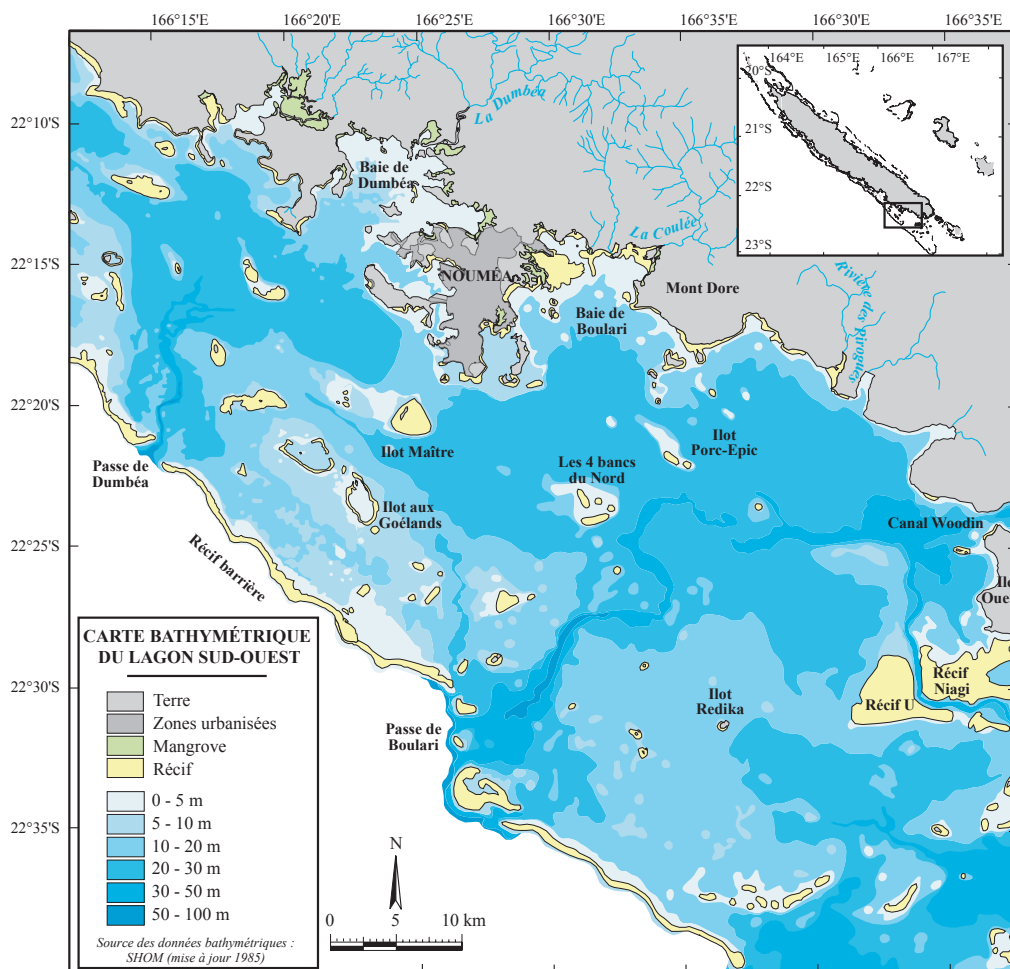 166°15'E
166°20'E
166°25'E
166°30'E
166°35'E
166°35'E
164°E
165°E
166°E
167°E
20°S
21°S
22°S
23°S
22°10'S
22°15'S
22°20'S
22°25'S
22°30'S
22°35'S
La Dumbéa
Baie de
Dumbéa
La Coulée
NOUMÉA
Mont Dore
Rivière des pirogues
Baie de
Boulari
Ilot Maître
Ilot
Porc-Epic
Passe de
Dumbéa
Les 4 bancs
du Nord
Ilot aux
Goélands
Canal Woodin
Récif barrière
Ile
Oue
Récif
Niagi
Récif U
Ilot
Redika
Passe de
Boulari
CARTE BATHYMÉTRIQUE
DU LAGON SUD-OUEST
Terre
Zones urbanisées
Mangrove
Récif
0 - 5 m
5 - 10 m
10 - 20 m
20 - 30 m
30 - 50 m
50 - 100 m
Source des données bathymétriques :
SHOM (mise à jour 1985)
N
0 5 10 km